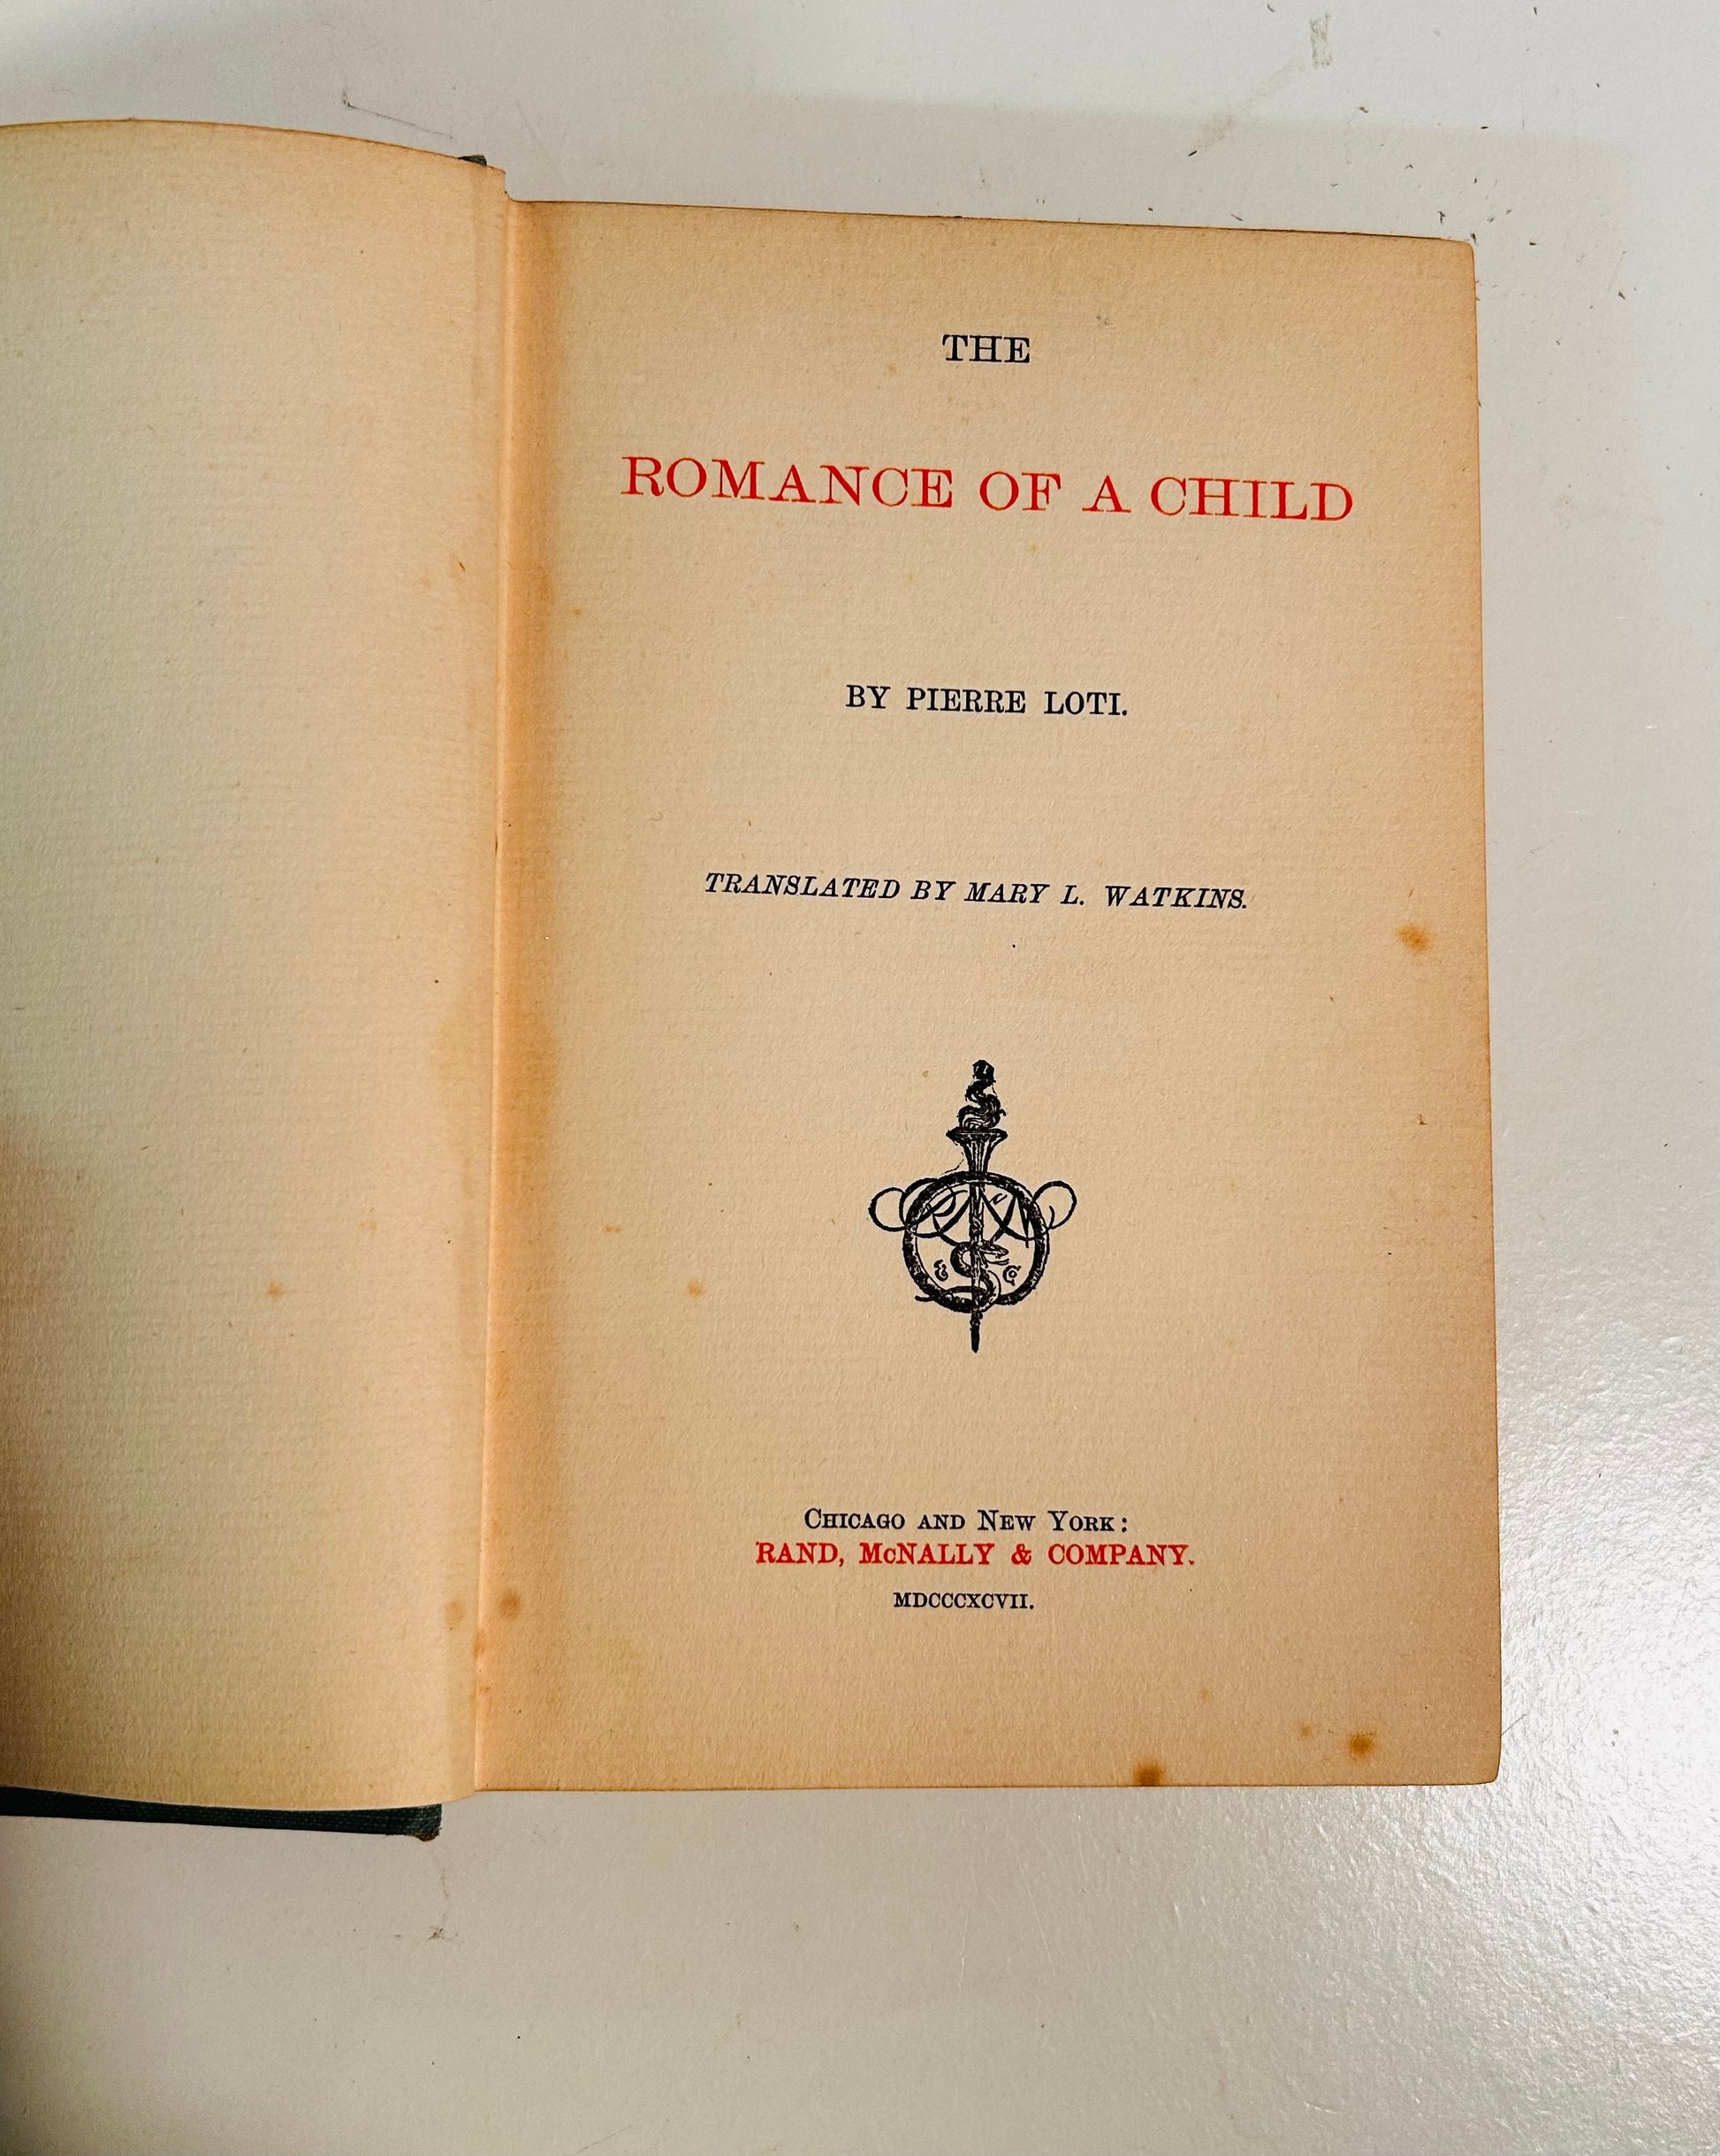 THE
ROMANCE OF A CHILD
BY PIERRE LOTI.
TRANSLATED BY MARY L. WATKINS.
& Co
CHICAGO AND NEW YORK:
RAND, McNALLY & COMPANY.
MDCCCXCVII.